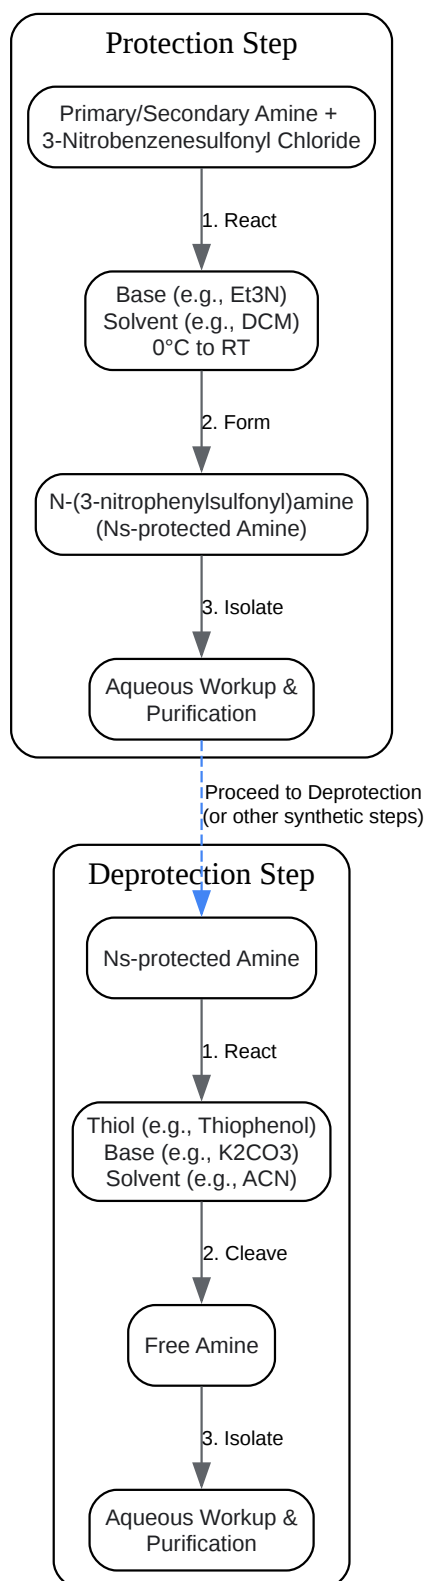 Protection Step
Primary/Secondary Amine +
3-Nitrobenzenesulfonyl Chloride
1. React
Base (e.g., Et3N)
Solvent (e.g., DCM)
0°C to RT
2. Form
N-(3-nitrophenylsulfonyl)amine
(Ns-protected Amine)
3. Isolate
Aqueous Workup &
Purification
Proceed to Deprotection
(or other synthetic steps)
Deprotection Step
Ns-protected Amine
1. React
Thiol (e.g., Thiophenol)
Base (e.g., K2CO3)
Solvent (e.g., ACN)
2. Cleave
Free Amine
3. Isolate
Aqueous Workup &
Purification